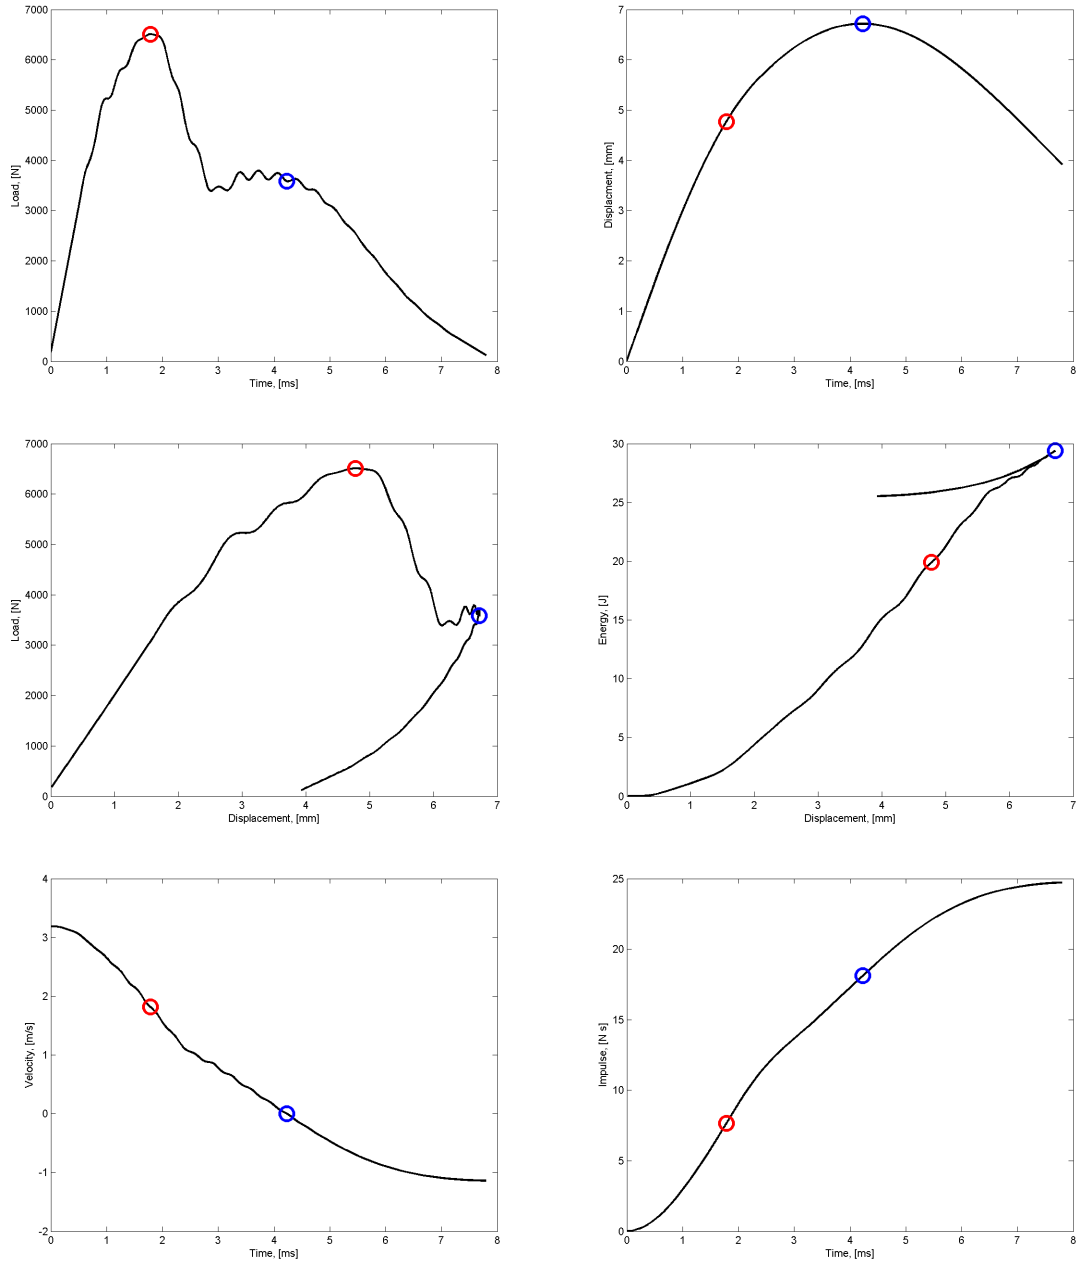 7000
6000
5000
4000
3000
2000
1000
0
Load, [N]
0 1 2 3 4 5 6 7 8
Time, [ms]
7
6
5
4
3
2
1
0
Displacment, [mm]
0 1 2 3 4 5 6 7 8
Time, [ms]
7000
6000
5000
4000
3000
2000
1000
0
Load, [N]
0 1 2 3 4 5 6 7
Displacement, [mm]
30
25
20
15
10
5
0
Energy, [J]
0 1 2 3 4 5 6 7
Displacement, [mm]
4
3
2
1
0
-1
-2
Velocity, [m/s]
0 1 2 3 4 5 6 7 8
Time, [ms]
25
20
15
10
5
0
Impulse, [N s]
0 1 2 3 4 5 6 7 8
Time, [ms]